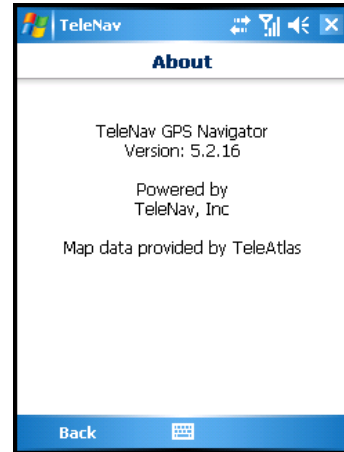 TeleNav
About
TeleNav GPS Navigator
Version: 5.2.16
Powered by
TeleNav, Inc
Map data provided by TeleAtlas
Back